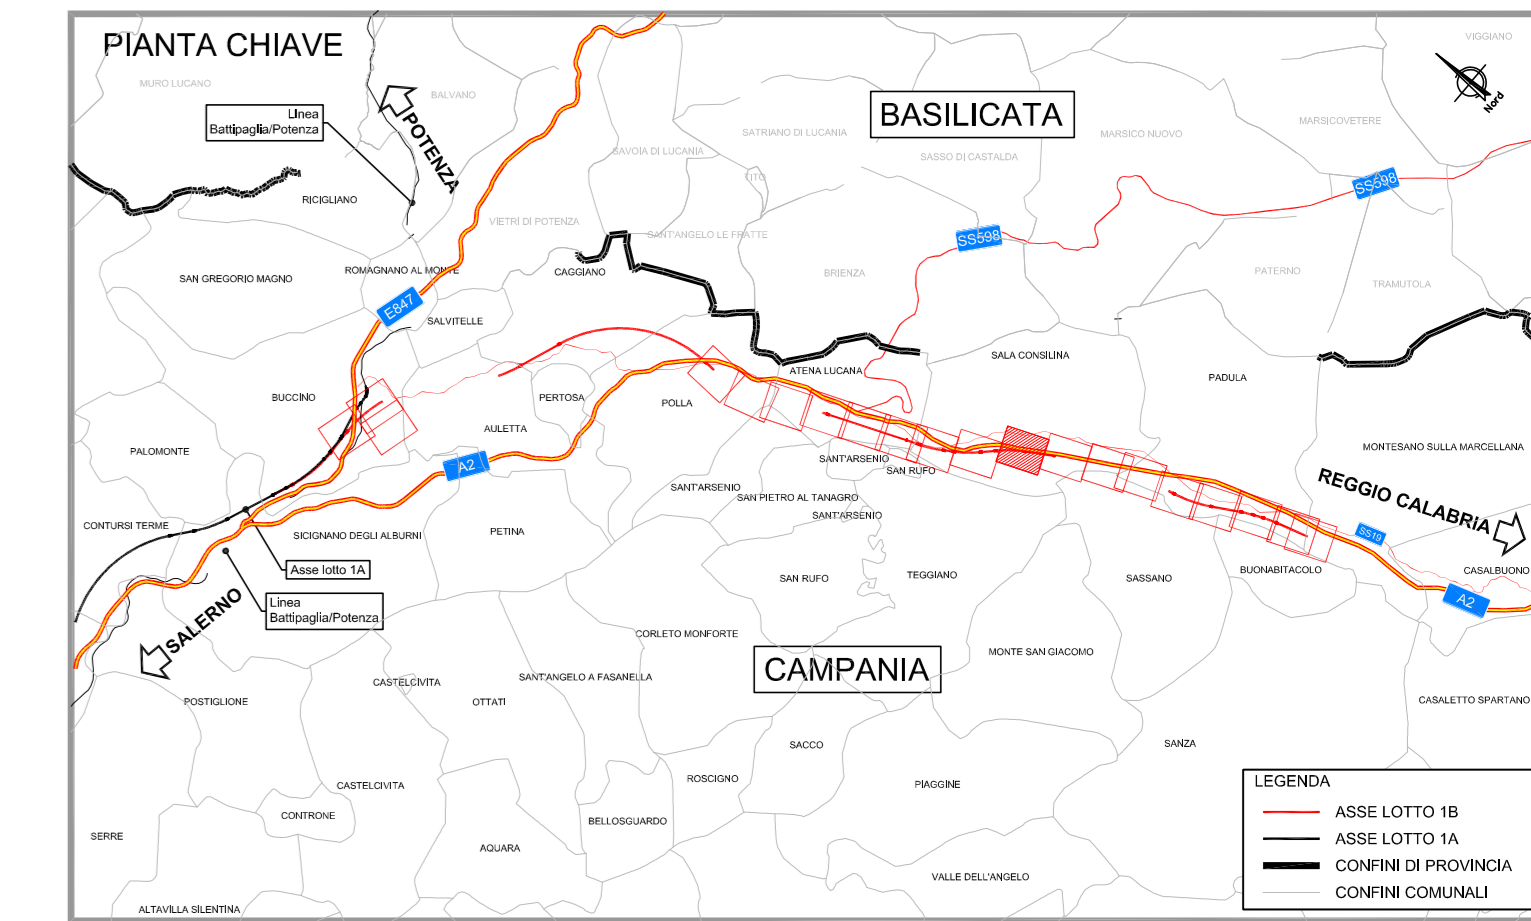 PIANTA CHIAVE
VIGGIANO
MURO LUCANO
BALVANO
Nord
Linea
Battipaglia/Potenza
POTENZA
BASILICATA
SATRIANO DI LUCANIA
MARSICO NUOVO
MARSICOVETERE
SAVOIA DI LUCANIA
SASSO DI CASTALDA
TITO
SS598
RICIGLIANO
VIETRI DI POTENZA
SANT'ANGELO LE FRATTE
SS598
SAN GREGORIO MAGNO
ROMAGNANO AL MONTE
CAGGIANO
BRIENZA
PATERNO
TRAMUTOLA
E847
SALVITELLE
SALA CONSILINA
ATENA LUCANA
PADULA
BUCCINO
PERTOSA
POLLA
AULETTA
PALOMONTE
MONTESANO SULLA MARCELLANA
A2
SANT'ARSENIO
SAN RUFO
SANT'ARSENIO
SAN PIETRO AL TANAGRO
SANT'ARSENIO
REGGIO CALABRIA
CONTURSI TERME
SICIGNANO DEGLI ALBURNI
PETINA
SS19
Asse lotto 1A
SAN RUFO
TEGGIANO
SASSANO
BUONABITACOLO
CASALBUONO
A2
Linea
Battipaglia/Potenza
SALERNO
CORLETO MONFORTE
MONTE SAN GIACOMO
CAMPANIA
CASTELCIVITA
SANT'ANGELO A FASANELLA
POSTIGLIONE
OTTATI
CASALETTO SPARTANO
SACCO
SANZA
ROSCIGNO
PIAGGINE
CASTELCIVITA
CONTRONE
BELLOSGUARDO
SERRE
AQUARA
VALLE DELL'ANGELO
ALTAVILLA SILENTINA
LEGENDA
ASSE LOTTO 1B
ASSE LOTTO 1A
CONFINI DI PROVINCIA
CONFINI COMUNALI